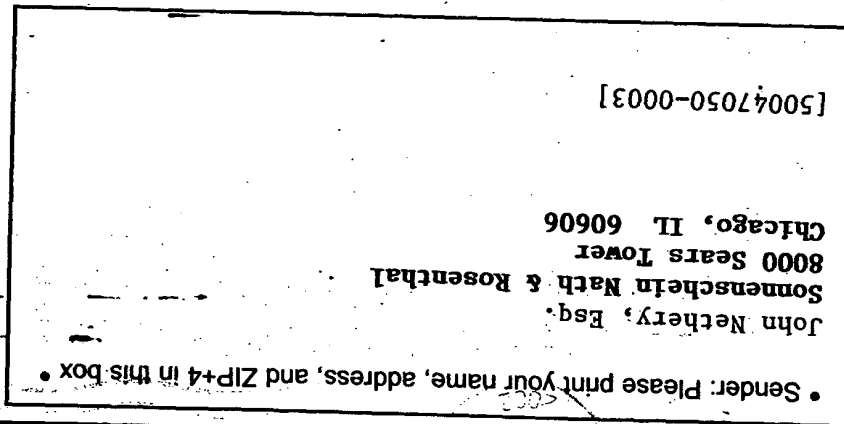 • Sender: Please print your name, address, and ZIP+4 in this box •
John Nethery, Esq.
Sonnenschein Nath & Rosenthal
8000 Sears Tower
Chicago, IL 60606
[50047050-0003]